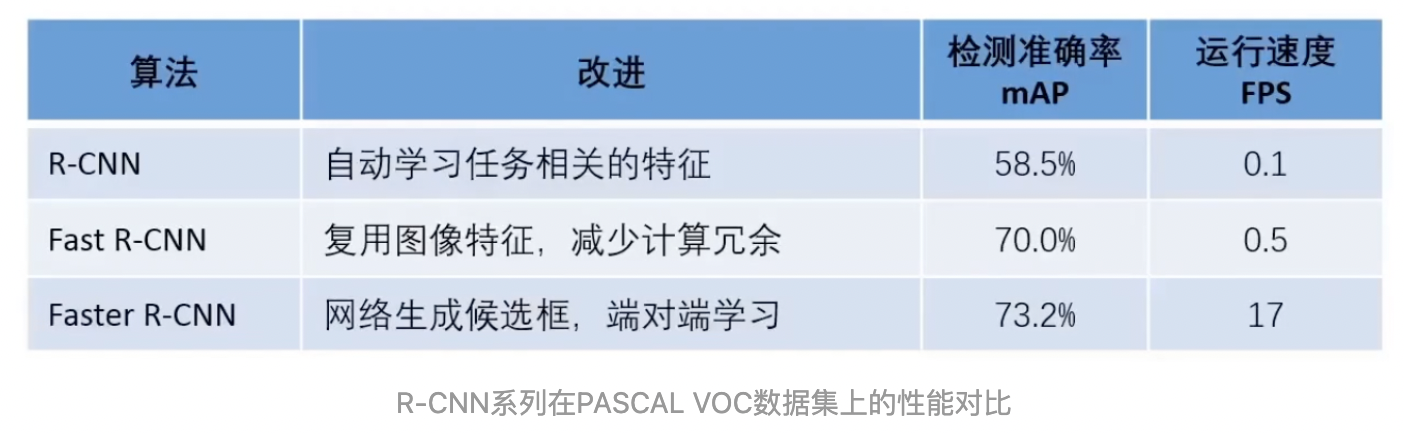 算法 改进 检测准确率 运行速度
mAP FPS
R-CNN 自动学习任务相关的特征 58.5% 0.1
Fast R-CNN 复用图像特征，减少计算冗余 70.0% 0.5
Faster R-CNN 网络生成候选框，端对端学习 73.2% 17
R-CNN系列在PASCAL VOC数据集上的性能对比